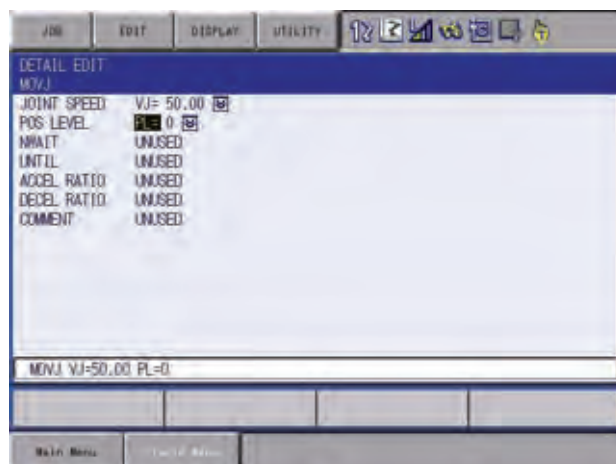 JOB EDIT DISPLAY UTILITY
DETAIL EDIT
MOVJ
JOINT SPEED VJ= 50.00
POS LEVEL PL= 0
NWAIT UNUSED
UNTIL UNUSED
ACCEL RATIO UNUSED
DECEL RATIO UNUSED
COMMENT UNUSED
MOVJ VJ=50.00 PL=0
Main Menu Menu